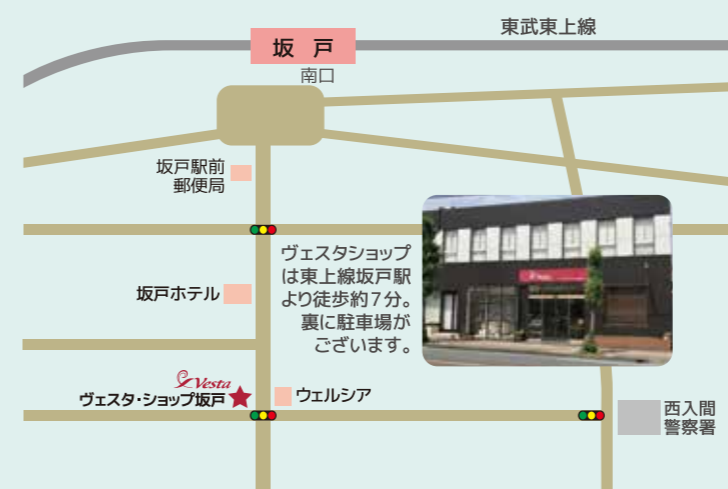 東武東上線
坂 戸
南口
坂戸駅前
郵便局
ヴェスタショップ
は東上線坂戸駅
より徒歩約7分。
裏に駐車場が
ございます。
坂戸ホテル
Vesta
ヴェスタ・ショップ坂戸
ウェルシア
西入間
警察署
Vesta